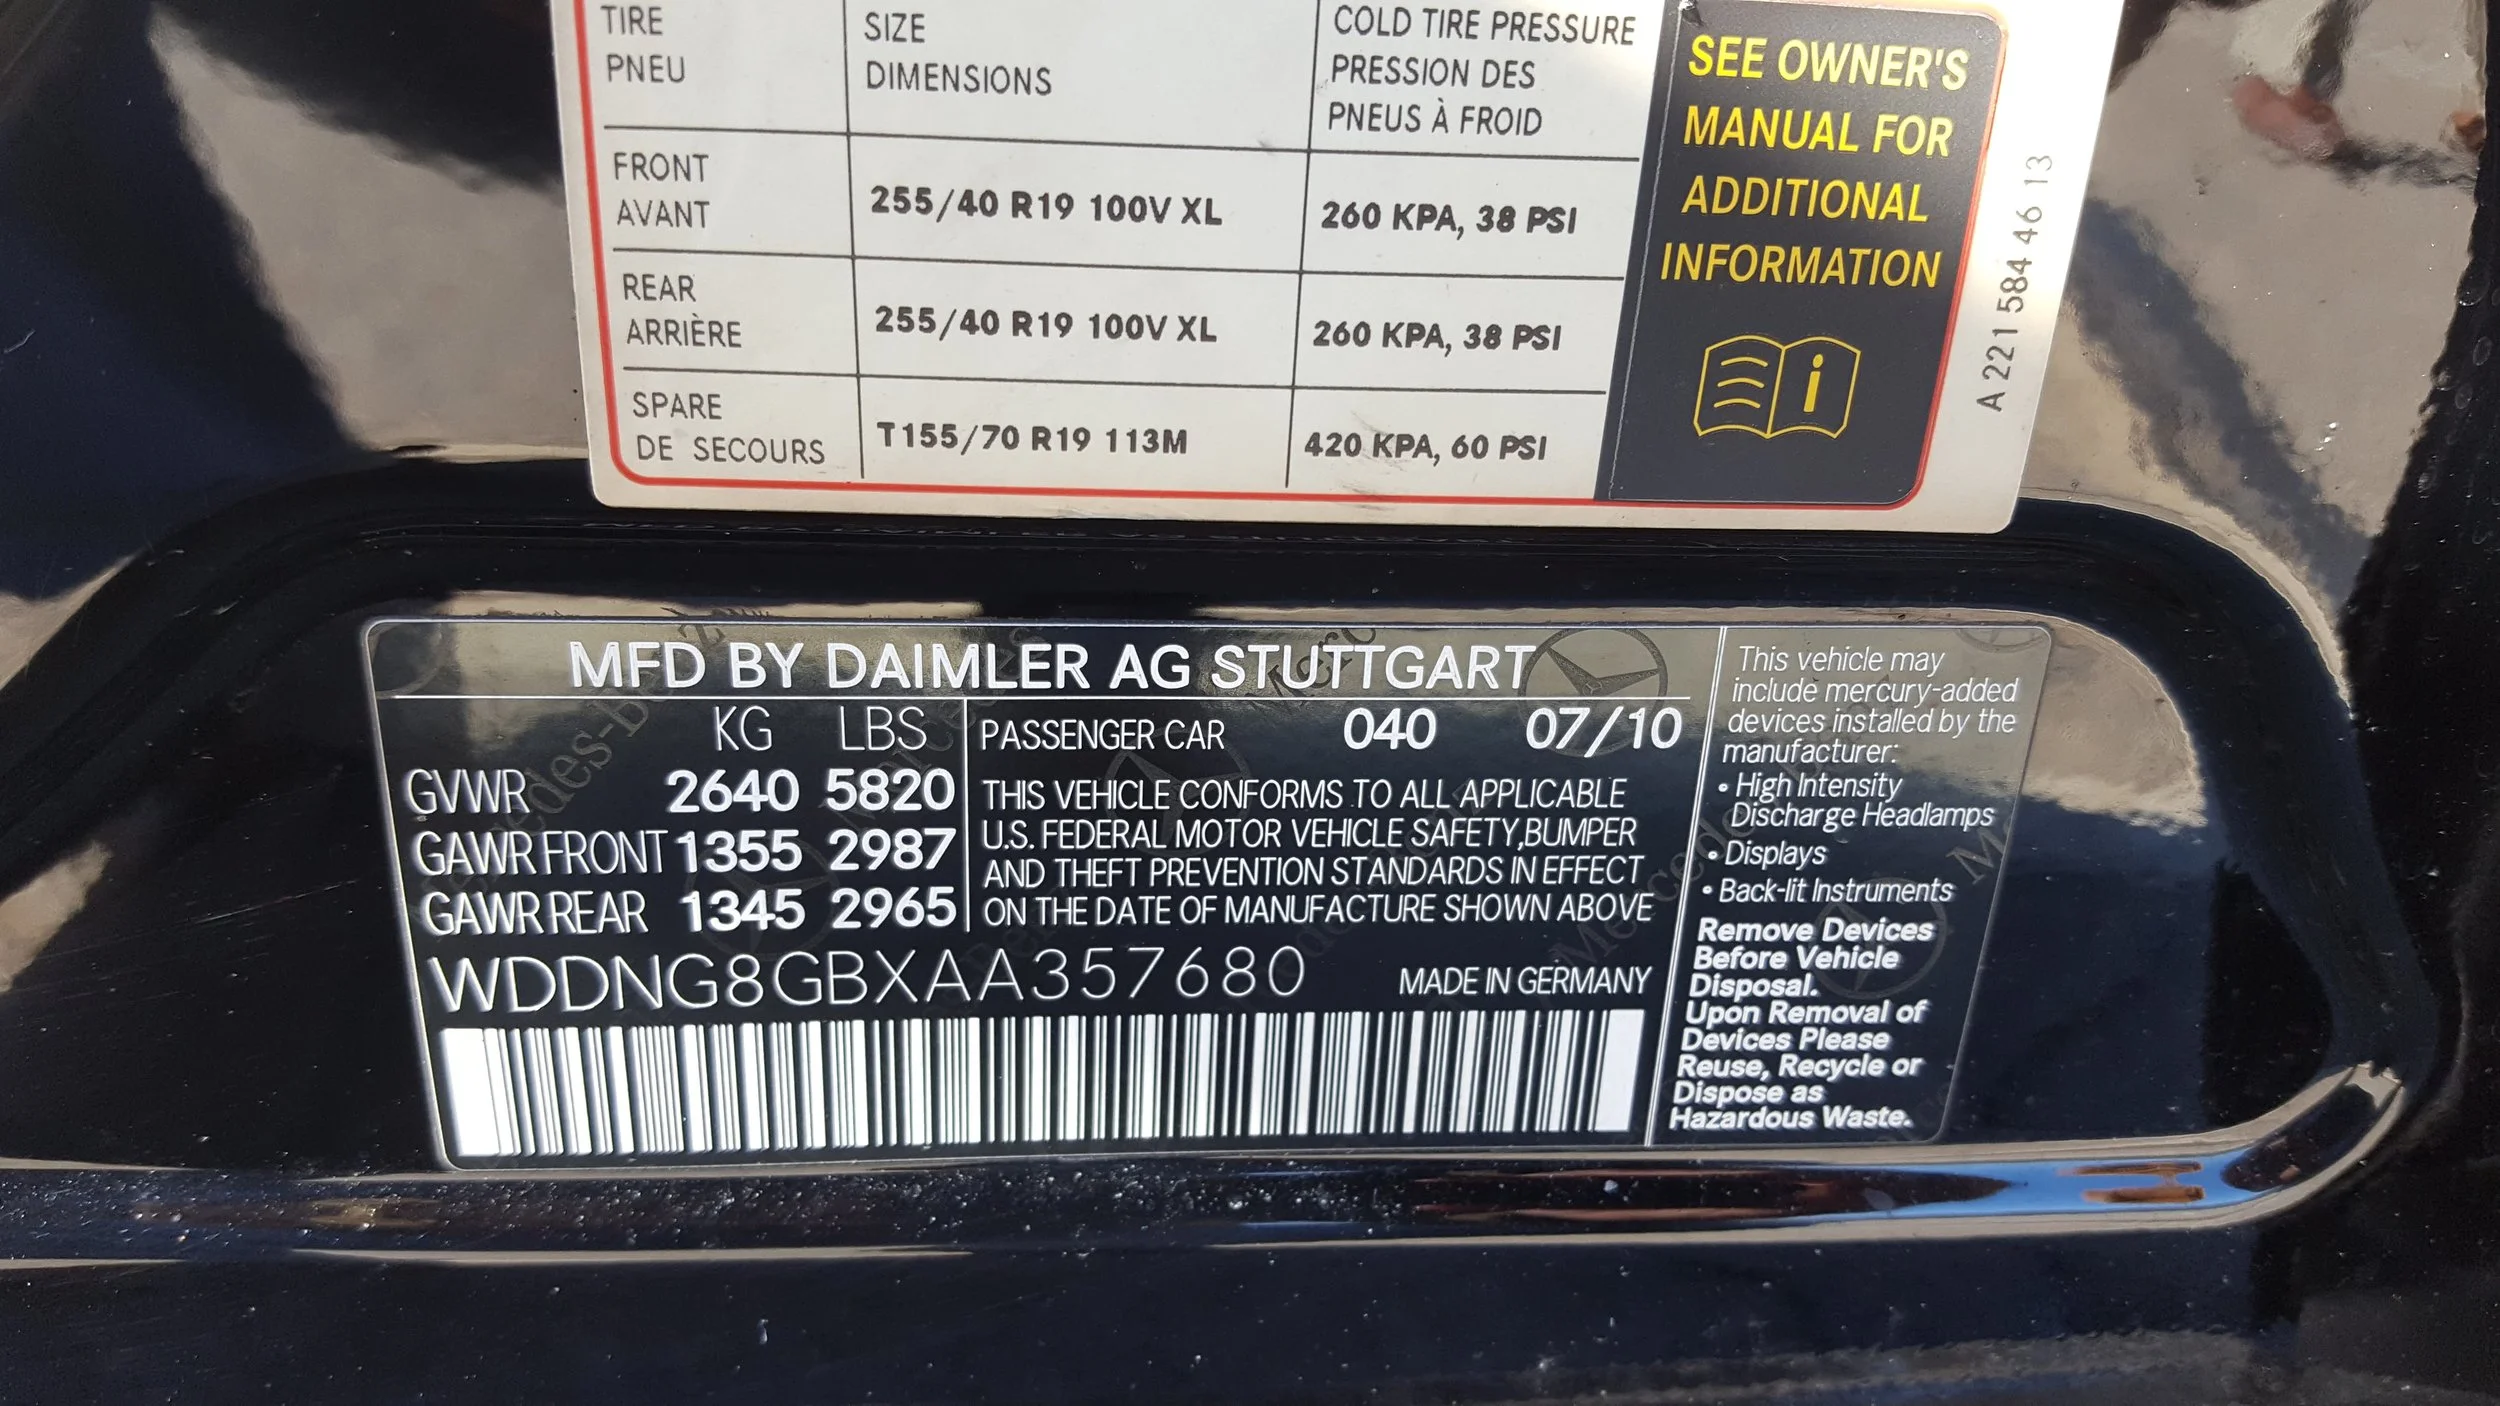 TIRE SIZE COLD TIRE PRESSURE
PNEU DIMENSIONS PRESSION DES
PNEUS À FROID
FRONT
AVANT
255/40 R19 100V XL
260 KPA, 38 PSI
REAR
ARRIÈRE
255/40 R19 100V XL
260 KPA, 38 PSI
SPARE
DE SECOURS
T155/70 R19 113M
420 KPA, 60 PSI
SEE OWNER'S
MANUAL FOR
ADDITIONAL
INFORMATION
A 221 584 46 13
MFD BY DAIMLER AG STUTTGART
KG LBS
GVWR 2640 5820
GAWR FRONT 1355 2987
GAWR REAR 1345 2965
PASSENGER CAR 040 07/10
THIS VEHICLE CONFORMS TO ALL APPLICABLE
U.S. FEDERAL MOTOR VEHICLE SAFETY, BUMPER
AND THEFT PREVENTION STANDARDS IN EFFECT
ON THE DATE OF MANUFACTURE SHOWN ABOVE
WDDNG8GBXAA357680 MADE IN GERMANY
This vehicle may
include mercury-added
devices installed by the
manufacturer:
• High Intensity
Discharge Headlamps
• Displays
• Back-lit Instruments
Remove Devices
Before Vehicle
Disposal.
Upon Removal of
Devices Please
Reuse, Recycle or
Dispose as
Hazardous Waste.